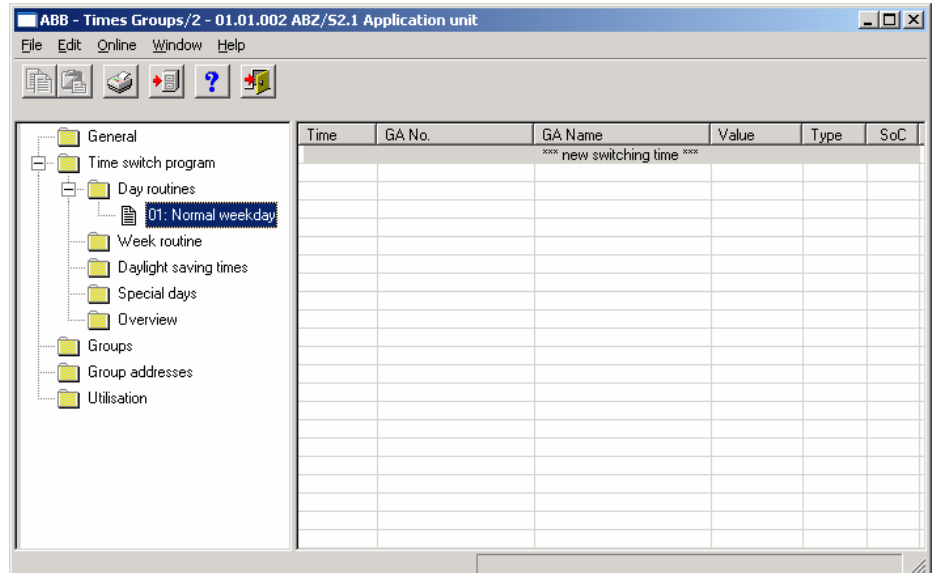 ABB - Times Groups/2 - 01.01.002 ABZ/S2.1 Application unit
File Edit Online Window Help
General
Time switch program
Day routines
01: Normal weekday
Week routine
Daylight saving times
Special days
Overview
Groups
Group addresses
Utilisation
Time GA No. GA Name Value Type SoC
*** new switching time ***